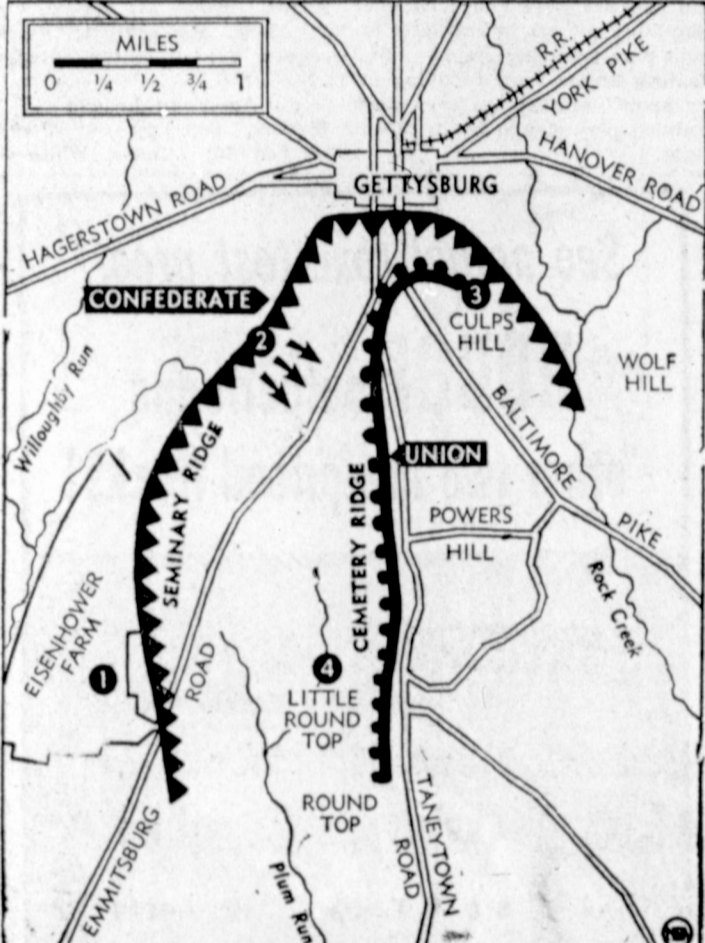 MILES
0 ¼ ½ ¾ 1
R.R.
YORK PIKE
HANOVER ROAD
GETTYSBURG
HAGERSTOWN ROAD
CONFEDERATE
3
CULPS
HILL
2
WOLF
HILL
Willoughby Run
BALTIMORE
PIKE
SEMINARY RIDGE
UNION
CEMETERY RIDGE
POWERS
HILL
Rock Creek
EISENHOWER
FARM
1
EMMITSBURG
ROAD
4
LITTLE
ROUND
TOP
ROUND
TOP
TANEYTOWN
ROAD
Plum Run